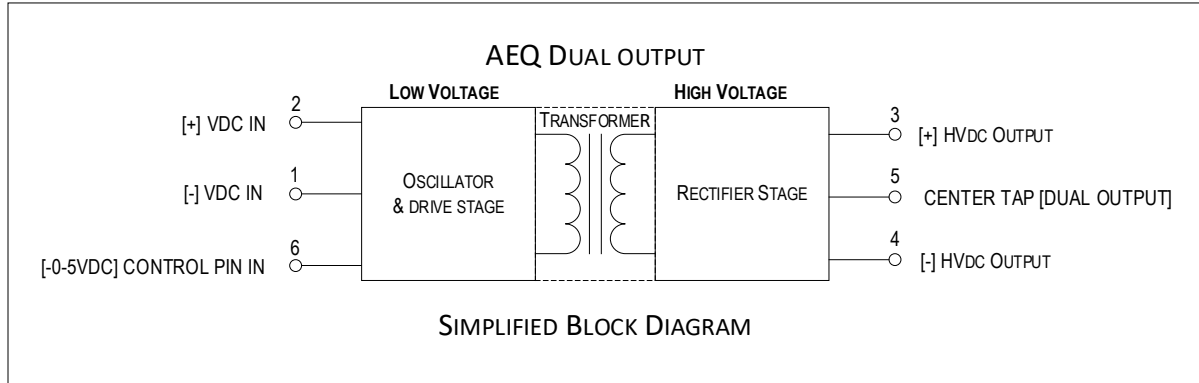 AEQ DUAL OUTPUT
LOW VOLTAGE
HIGH VOLTAGE
TRANSFORMER
2
[+] VDC IN
1
[-] VDC IN
6
[-0-5VDC] CONTROL PIN IN
OSCILLATOR
& DRIVE STAGE
RECTIFIER STAGE
3
[+] HVDC OUTPUT
5
CENTER TAP [DUAL OUTPUT]
4
[-] HVDC OUTPUT
SIMPLIFIED BLOCK DIAGRAM